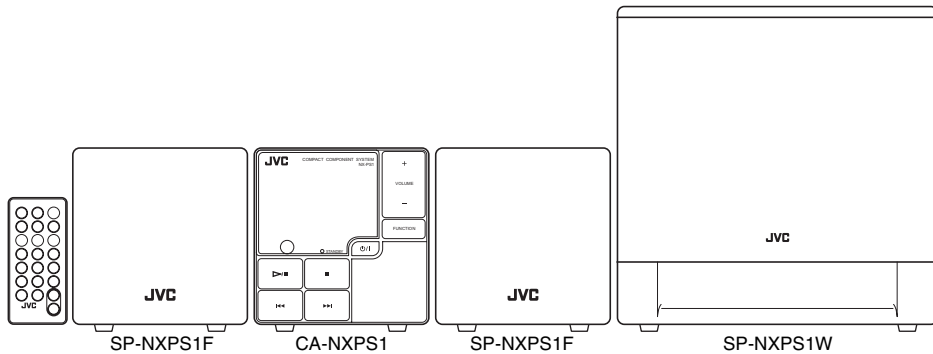 JVC
SP-NXPS1F
JVC
COMPACT COMPONENT SYSTEM
NX-PS1
+
VOLUME
−
FUNCTION
STANDBY
⏻/I
▷/■
■
I◂◂
▸▸I
CA-NXPS1
JVC
SP-NXPS1F
JVC
SP-NXPS1W
JVC